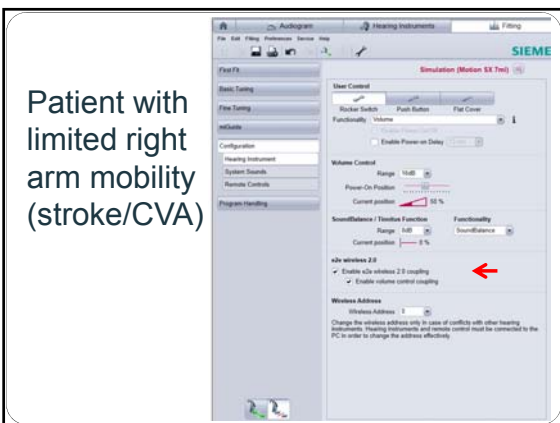 Patient with
limited right
arm mobility
(stroke/CVA)
Audiogram
Hearing Instruments
Fitting
File Edit Fitting Preferences Service Help
SIEME
First Fit
Basic Tuning
Fine Tuning
Configuration
Hearing Instrument
System Sounds
Remote Controls
Program Handling
Simulation (Motion SX 7mi)
User Control
Rocker Switch Push Button Flat Cover
Functionality Volume
Enable Power-on Delay
Volume Control
Range 16dB
Power-On Position
Current position 50 %
SoundBalance / Tinnitus Function Functionality
Range 0dB SoundBalance
Current position 0 %
e2e wireless 2.0
Enable e2e wireless 2.0 coupling
Enable volume control coupling
Wireless Address
Wireless Address
Change the wireless address only in case of conflicts with other hearing
instruments. Hearing instruments and remote control must be connected to the
PC in order to change the address effectively.